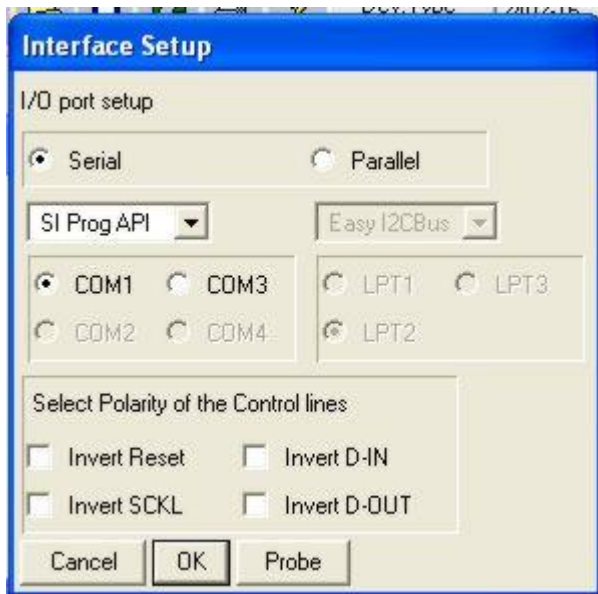 Interface Setup
I/O port setup
Serial Parallel
SI Prog API Easy I2CBus
COM1 COM3 LPT1 LPT3
COM2 COM4 LPT2
Select Polarity of the Control lines
Invert Reset Invert D-IN
Invert SCKL Invert D-OUT
Cancel OK Probe